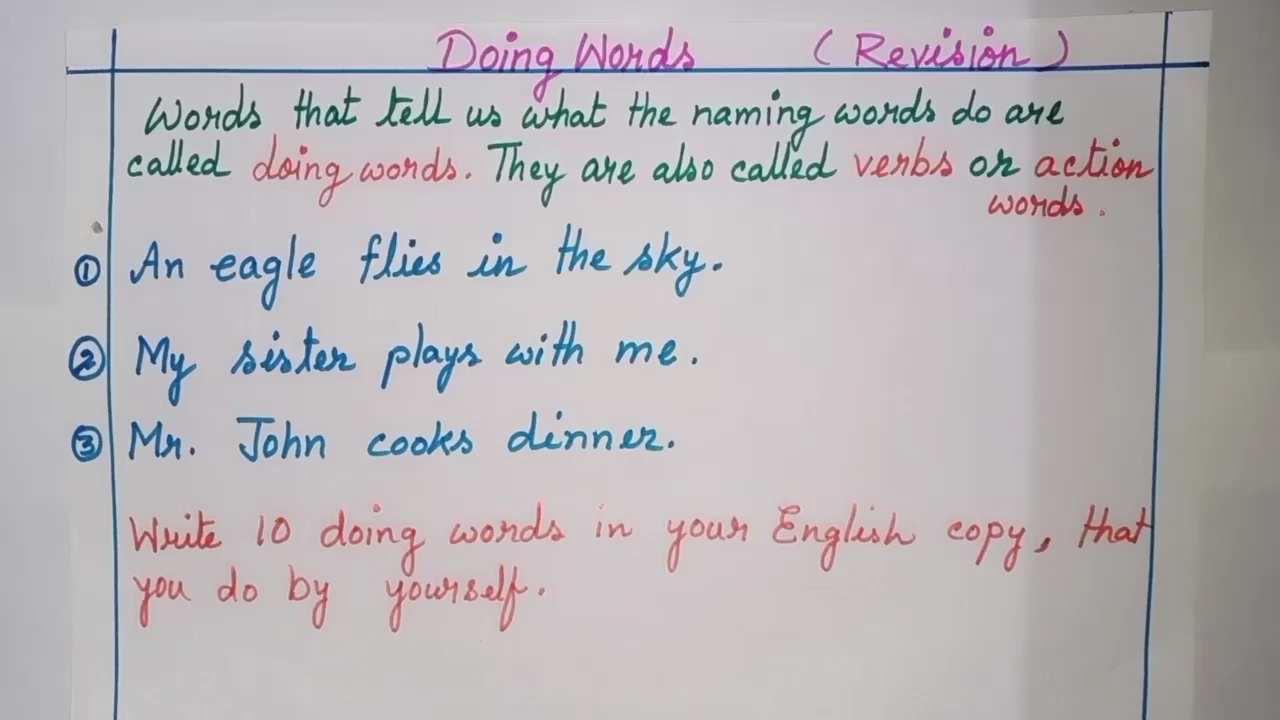 Doing Words (Revision)
Words that tell us what the naming words do are
called doing words. They are also called verbs or action
words.
① An eagle flies in the sky.
② My sister plays with me.
③ Mr. John cooks dinner.
Write 10 doing words in your English copy, that
you do by yourself.